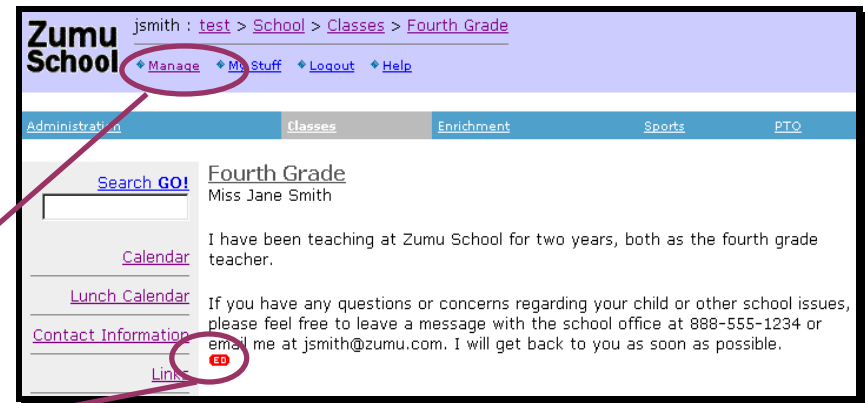 Zumu School
jsmith : test > School > Classes > Fourth Grade
Manage My Stuff Logout Help
Administration Classes Enrichment Sports PTO
Search GO!
Calendar
Lunch Calendar
Contact Information
Links
Fourth Grade
Miss Jane Smith
I have been teaching at Zumu School for two years, both as the fourth grade
teacher.
If you have any questions or concerns regarding your child or other school issues,
please feel free to leave a message with the school office at 888-555-1234 or
email me at jsmith@zumu.com. I will get back to you as soon as possible.
ED